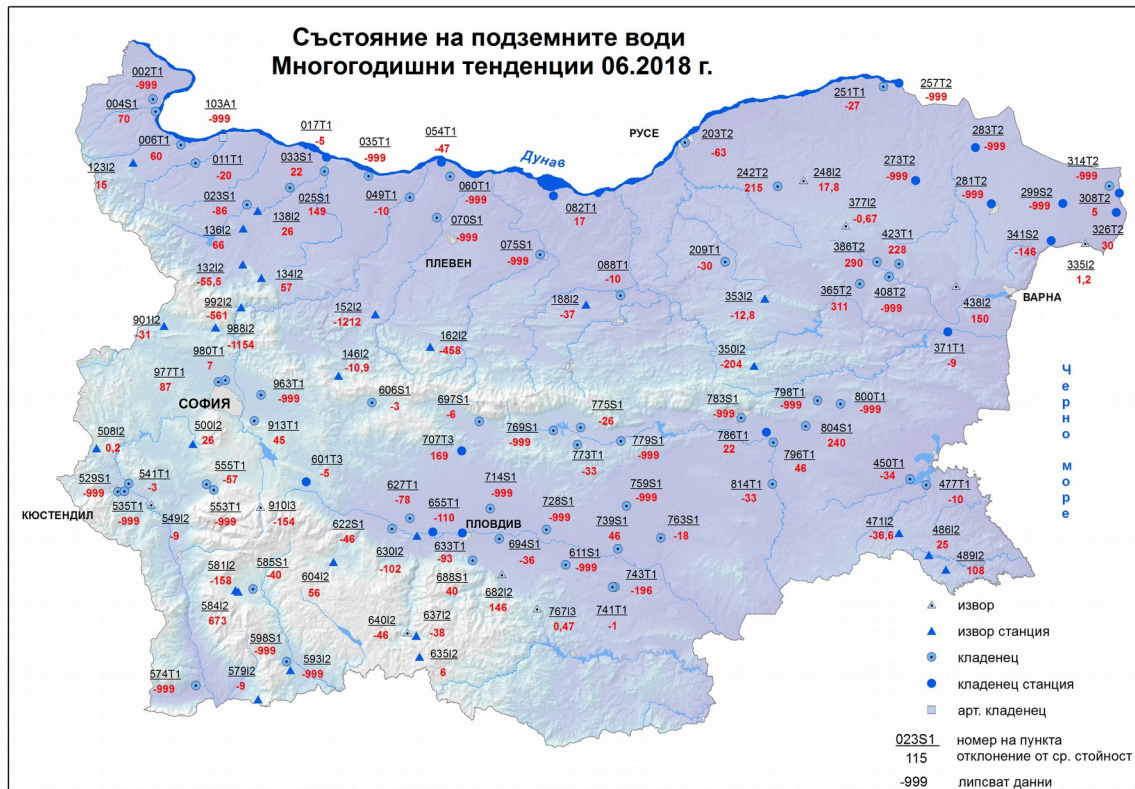 Състояние на подземните води
Многогодишни тенденции 06.2018 г.
002T1
-999
004S1
70
103A1
-999
006T1
60
011T1
-20
123I2
15
017T1
-5
033S1
22
025S1
149
023S1
-86
138I2
26
136I2
66
132I2
-55,5
134I2
57
035T1
-999
054T1
-47
049T1
-10
060T1
-999
070S1
-999
ПЛЕВЕН
Дунав
082T1
17
075S1
-999
088T1
-10
РУСЕ
203T2
-63
251T1
-27
257T2
-999
283T2
-999
273T2
-999
242T2
215
248I2
17,8
377I2
-0,67
281T2
-999
299S2
-999
314T2
-999
308T2
5
326T2
30
341S2
-146
335I2
1,2
ВАРНА
209T1
-30
386T2
290
423T1
228
365T2
311
408T2
-999
438I2
150
353I2
-12,8
188I2
-37
152I2
-1212
162I2
-458
992I2
-561
988I2
-1154
901I2
-31
980T1
7
977T1
87
146I2
-10,9
350I2
-204
371T1
-9
СОФИЯ
963T1
-999
606S1
-3
697S1
-6
775S1
-26
783S1
-999
798T1
-999
800T1
-999
Черно море
508I2
0,2
500I2
26
913T1
45
707T3
169
769S1
-999
773T1
-33
779S1
-999
786T1
22
804S1
240
796T1
46
529S1
-999
541T1
-3
555T1
-57
601T3
-5
814T1
-33
450T1
-34
477T1
-10
КЮСТЕНДИЛ
535T1
-999
549I2
-9
553T1
-999
910I3
-154
627T1
-78
655T1
-110
714S1
-999
ПЛОВДИВ
728S1
-999
759S1
-999
739S1
46
763S1
-18
622S1
-46
630I2
-102
633T1
-93
694S1
-36
611S1
-999
471I2
-36,6
486I2
25
489I2
108
581I2
-158
585S1
-40
604I2
56
688S1
40
682I2
146
743T1
-196
741T1
-1
584I2
673
767I3
0,47
640I2
-46
637I2
-38
635I2
6
598S1
-999
593I2
-999
574T1
-999
579I2
-9
извор
извор станция
кладенец
кладенец станция
арт. кладенец
023S1 номер на пункта
115 отклонение от ср. стойност
-999 липсват данни